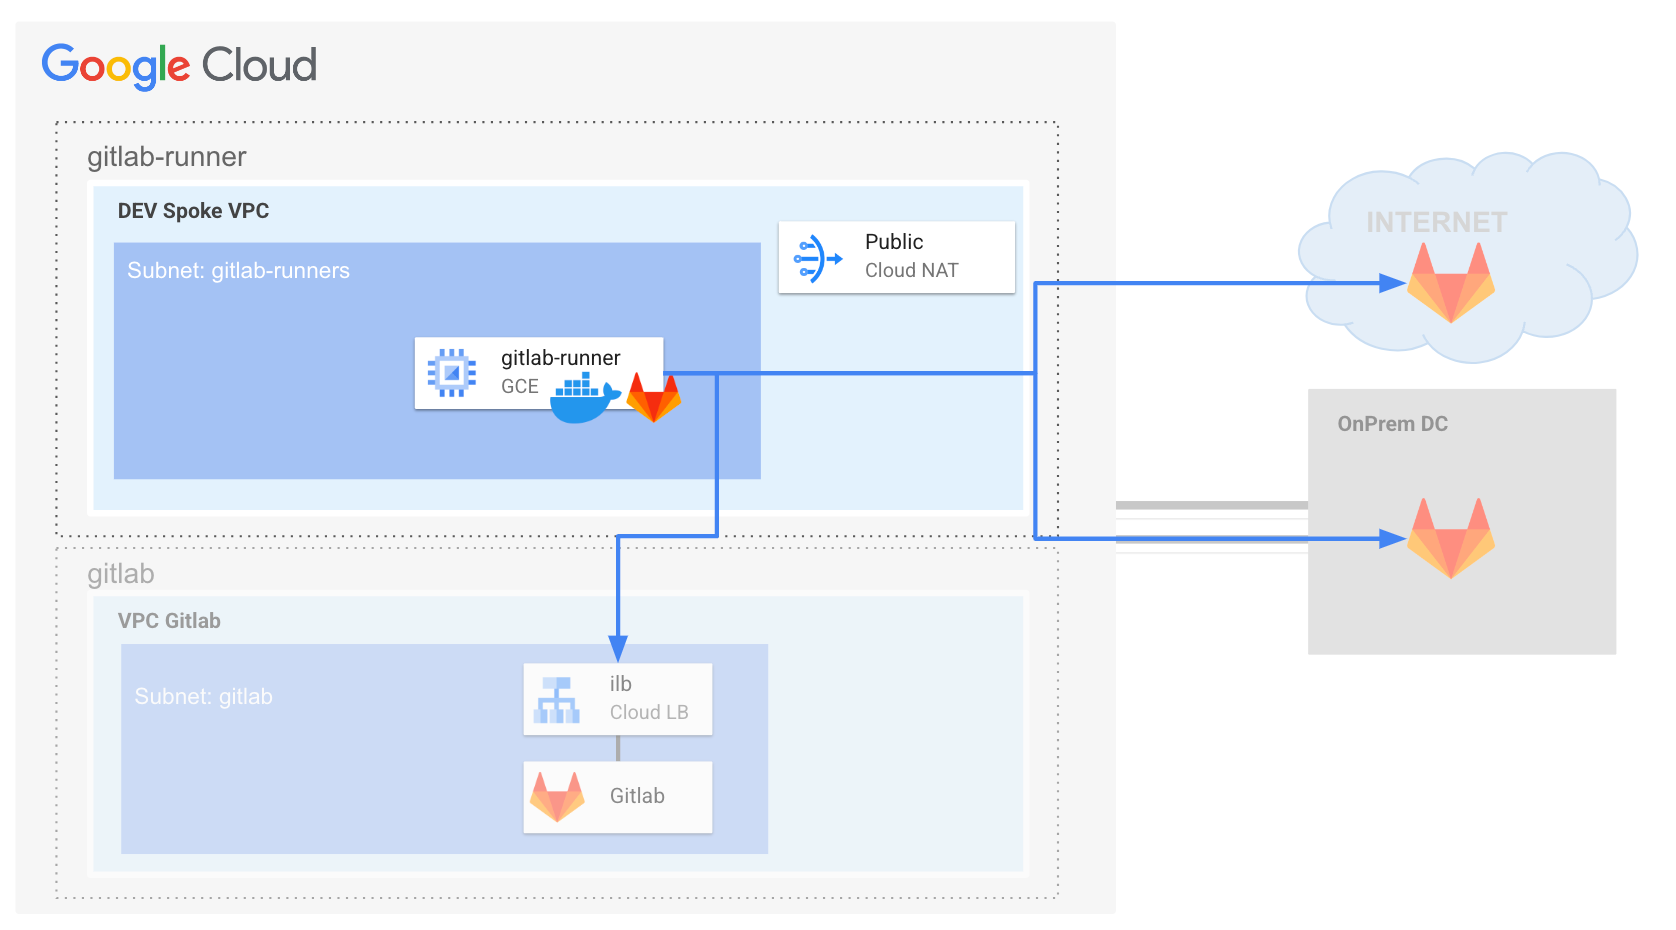 Google Cloud
gitlab-runner
DEV Spoke VPC
Subnet: gitlab-runners
Public
Cloud NAT
gitlab-runner
GCE
INTERNET
OnPrem DC
gitlab
VPC Gitlab
Subnet: gitlab
ilb
Cloud LB
Gitlab